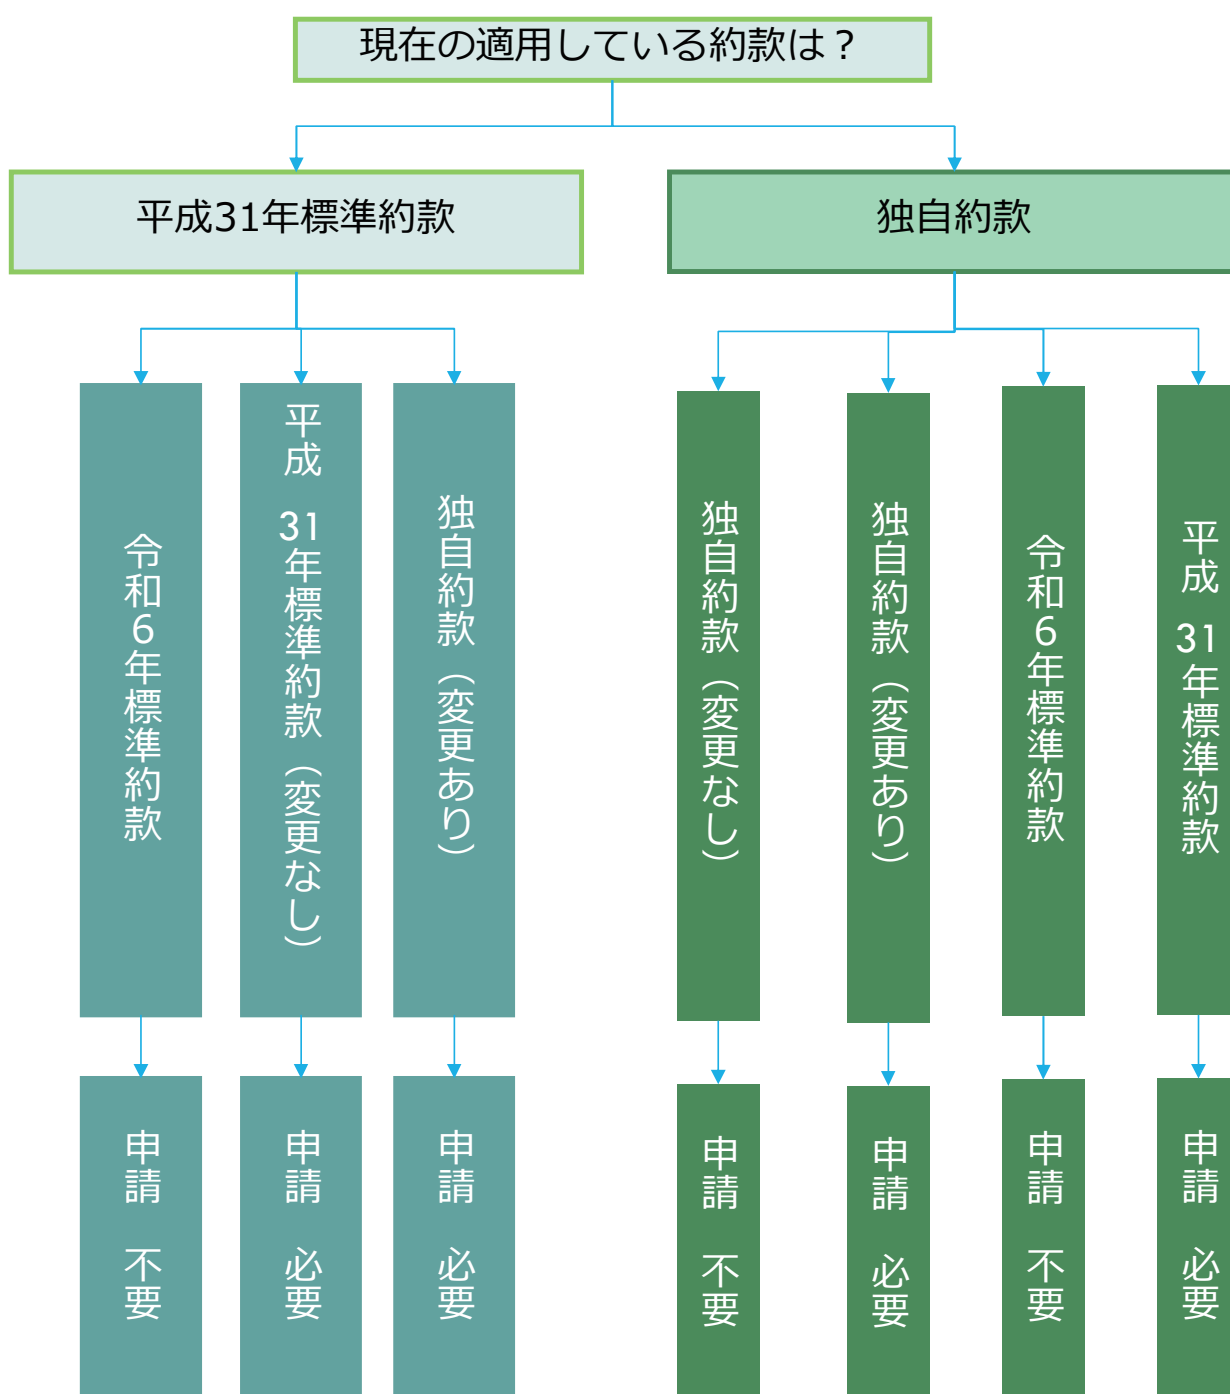 現在の適用している約款は？
平成31年標準約款
独自約款
令和６年標準約款
平成 31年標準約款（変更なし）
独自約款（変更あり）
独自約款（変更なし）
独自約款（変更あり）
令和６年標準約款
平成 31年標準約款
申請 不要
申請 必要
申請 必要
申請 不要
申請 必要
申請 不要
申請 必要